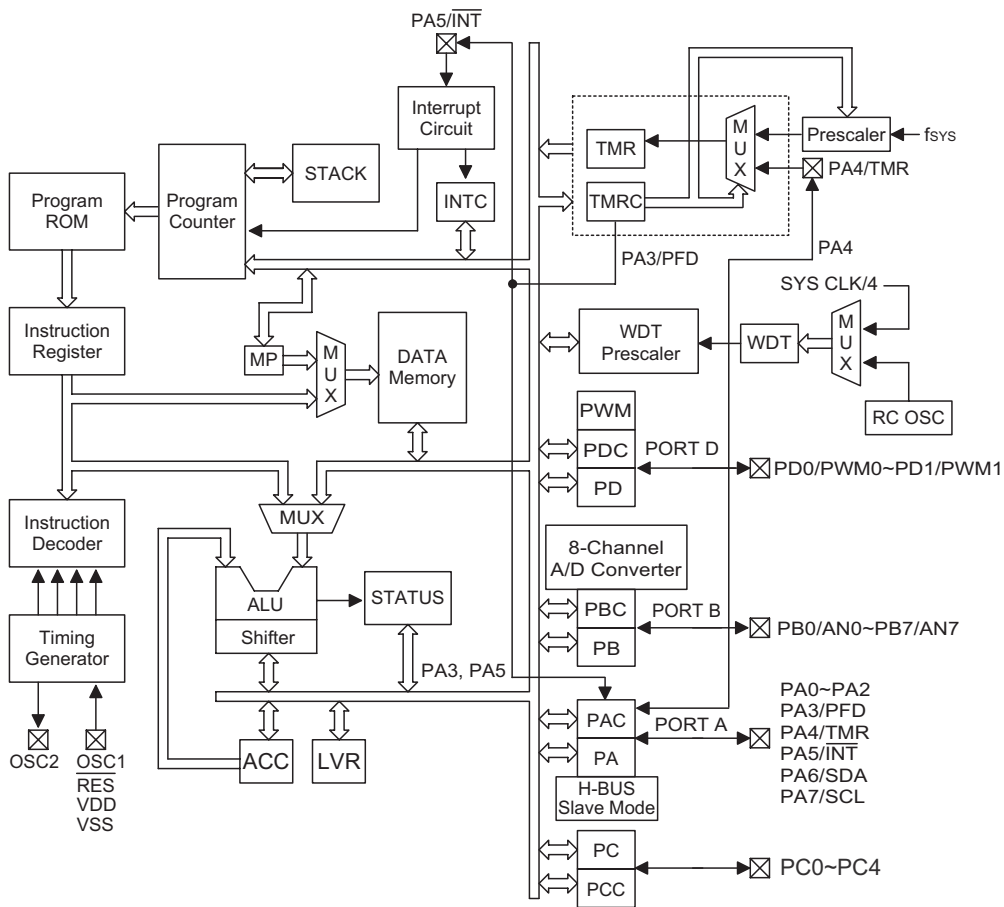 PA5/INT
Interrupt
Circuit
INTC
STACK
Program
Counter
Program
ROM
Instruction
Register
MP
M
U
X
DATA
Memory
Instruction
Decoder
Timing
Generator
OSC2
OSC1
RES
VDD
VSS
MUX
ALU
Shifter
STATUS
ACC
LVR
PA3, PA5
TMR
TMRC
M
U
X
Prescaler
fSYS
PA4/TMR
PA3/PFD
PA4
SYS CLK/4
WDT
Prescaler
WDT
M
U
X
RC OSC
PWM
PDC
PD
PORT D
PD0/PWM0~PD1/PWM1
8-Channel
A/D Converter
PBC
PB
PORT B
PB0/AN0~PB7/AN7
PAC
PA
PORT A
H-BUS
Slave Mode
PA0~PA2
PA3/PFD
PA4/TMR
PA5/INT
PA6/SDA
PA7/SCL
PC
PCC
PC0~PC4